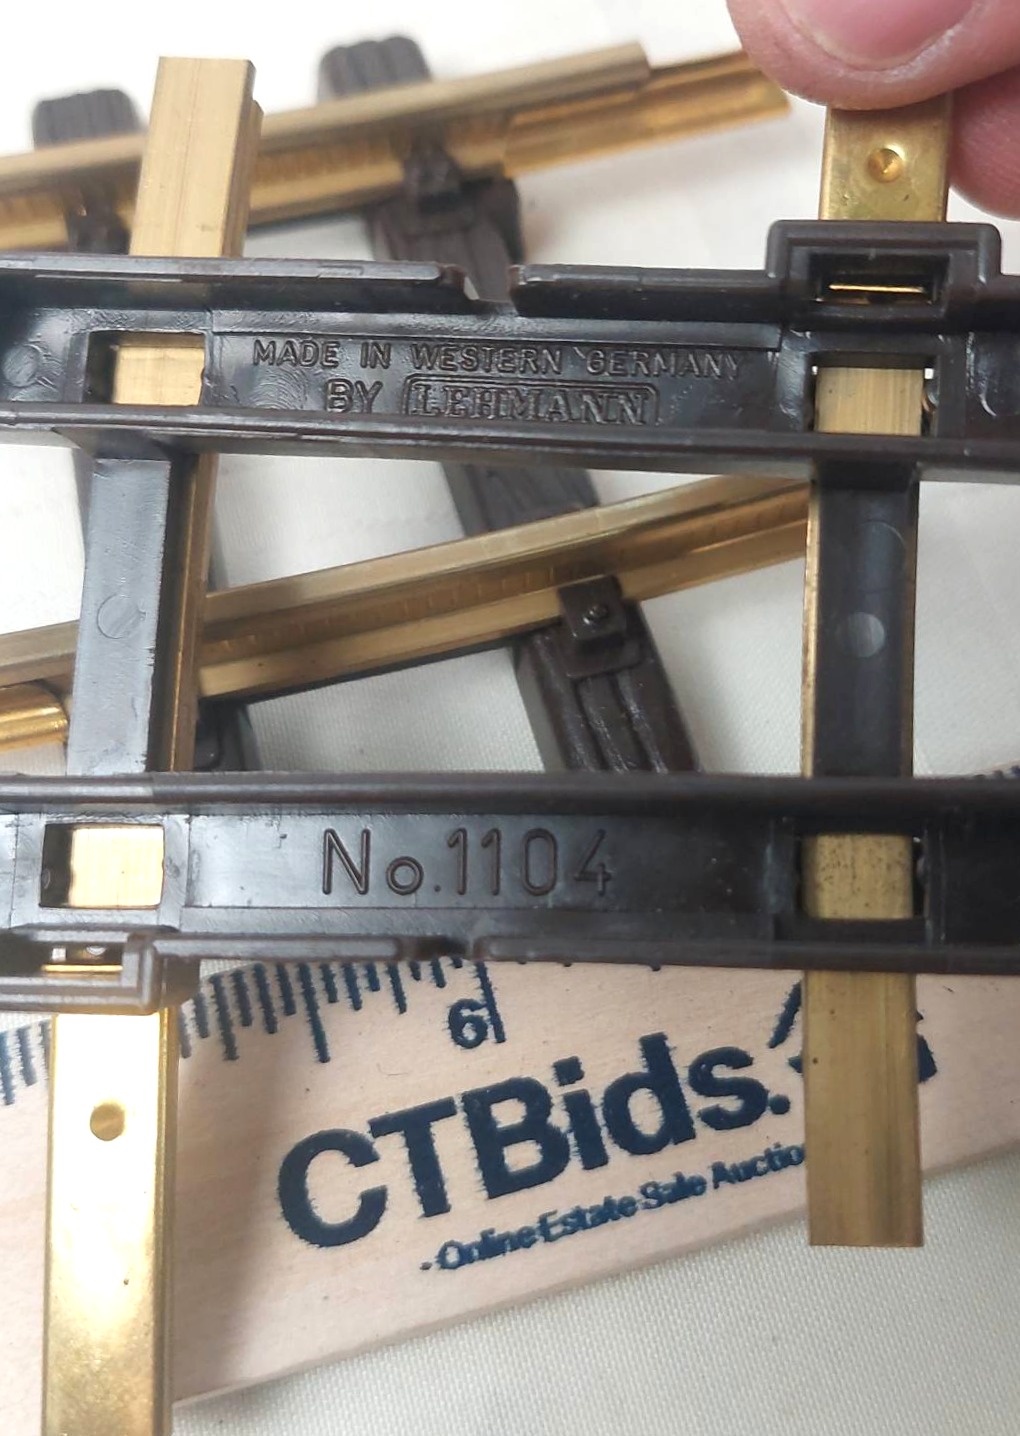 MADE IN WESTERN GERMANY
BY LEHMANN
No.1104
6
CTBids.
-Online Estate Sale Auctio